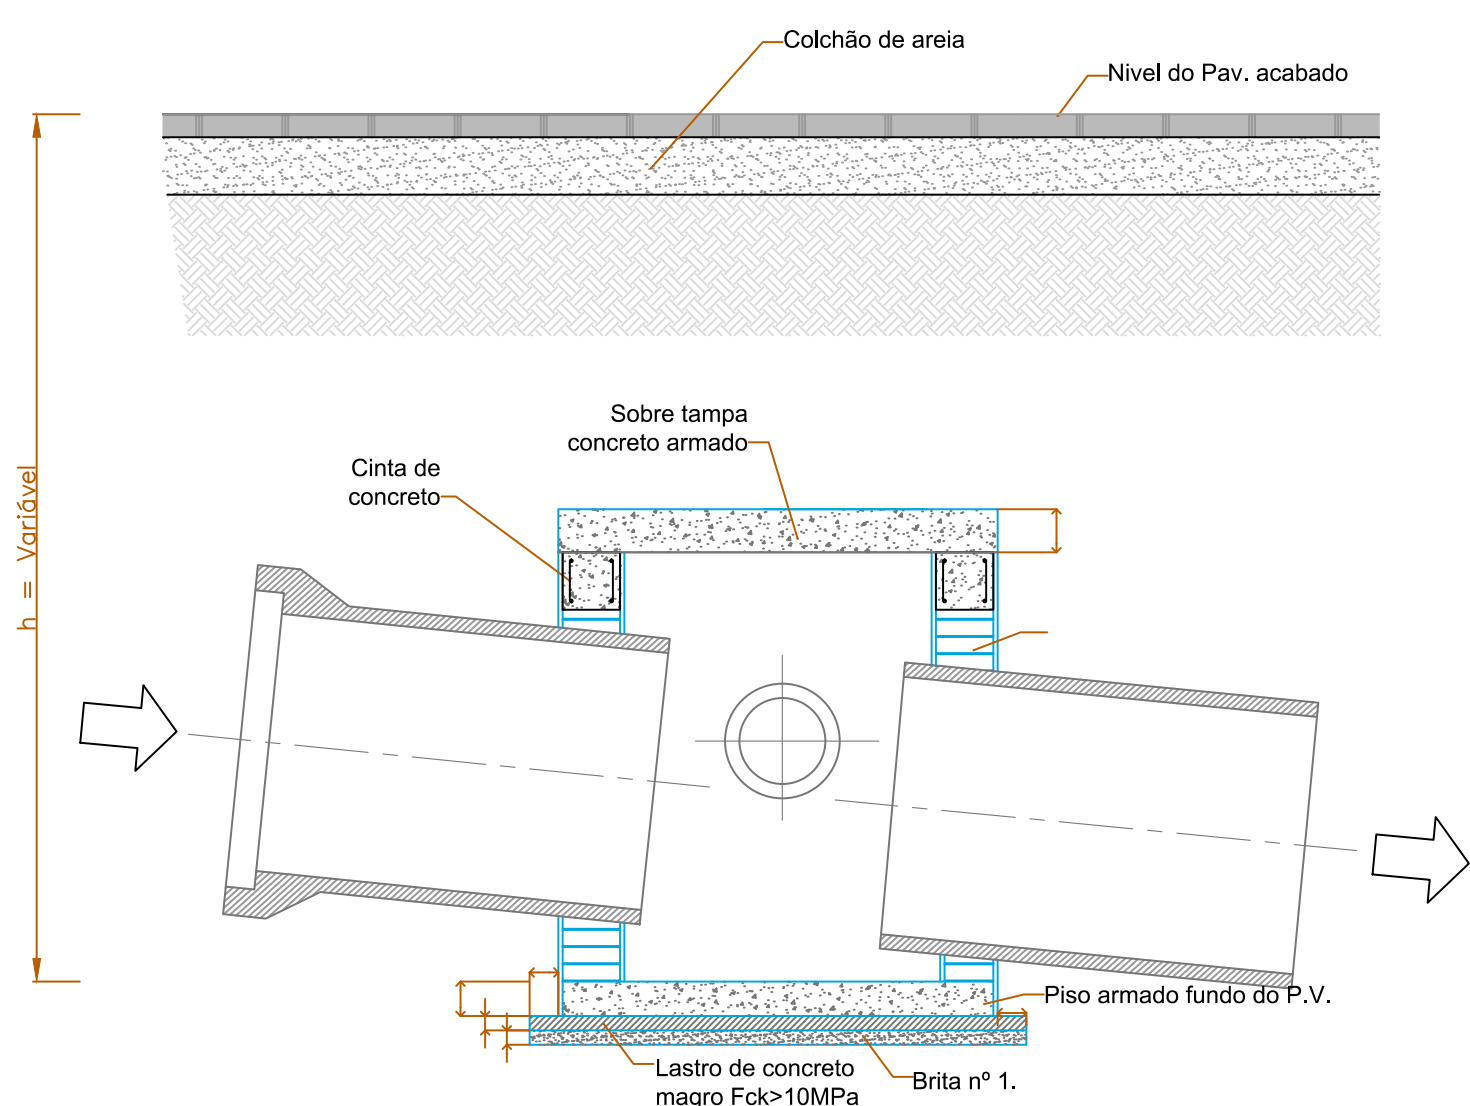 Colchão de areia
Nivel do Pav. acabado
Sobre tampa
concreto armado
Cinta de
concreto
h = Variável
Piso armado fundo do P.V.
Lastro de concreto
magro Fck>10MPa
Brita nº 1.